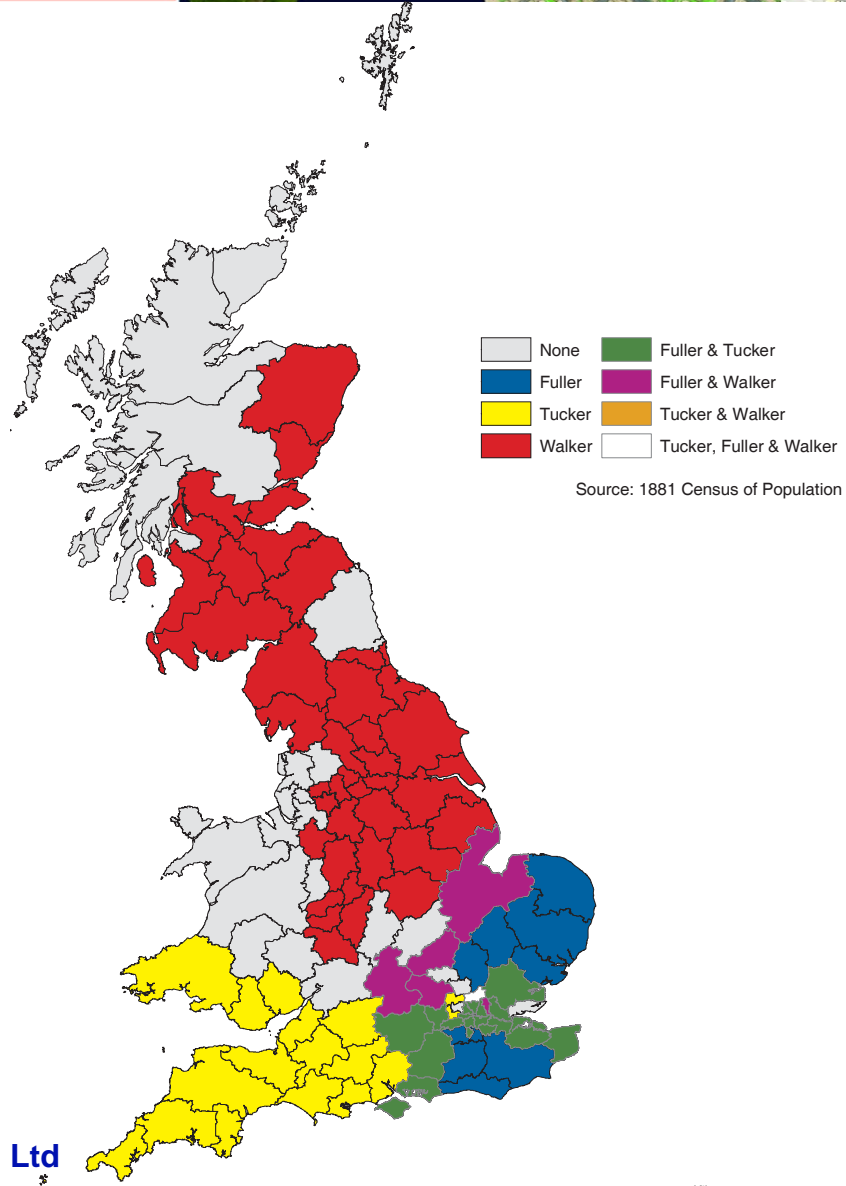 None
Fuller & Tucker
Fuller
Fuller & Walker
Tucker
Tucker & Walker
Walker
Tucker, Fuller & Walker
Source: 1881 Census of Population
Ltd